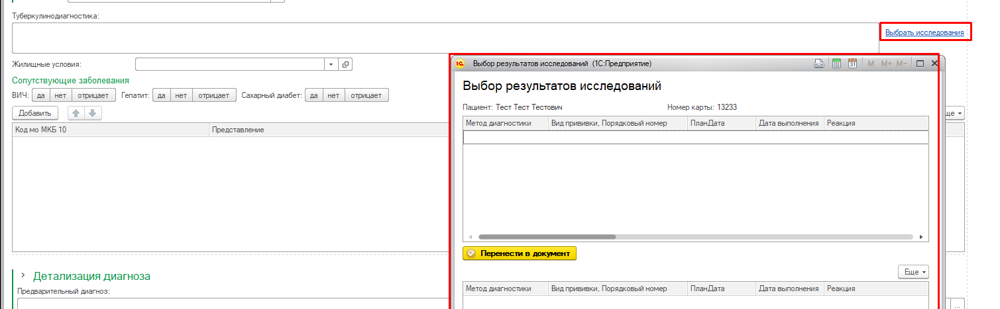 Туберкулинодиагностика:
Выбрать исследования
Жилищные условия:
Сопутствующие заболевания
ВИЧ: да нет отрицает Гепатит: да нет отрицает Сахарный диабет: да нет отрицает
Добавить
Код мо МКБ 10 Представление
Детализация диагноза
Предварительный диагноз:
ще
...
1С Выбор результатов исследований (1С:Предприятие) 31 M M+ M-
Выбор результатов исследований
Пациент: Тест Тест Тестович Номер карты: 13233
Метод диагностики Вид прививки, Порядковый номер ПланДата Дата выполнения Реакция
Перенести в документ
Еще
Метод диагностики Вид прививки, Порядковый номер ПланДата Дата выполнения Реакция